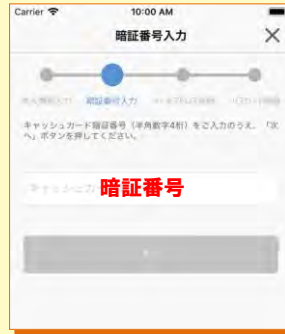 Carrier 10:00 AM
暗証番号入力
暗証番号入力
キャッシュカード暗証番号（半角数字4桁）をご入力のうえ、「次
へ」ボタンを押してください。
暗証番号